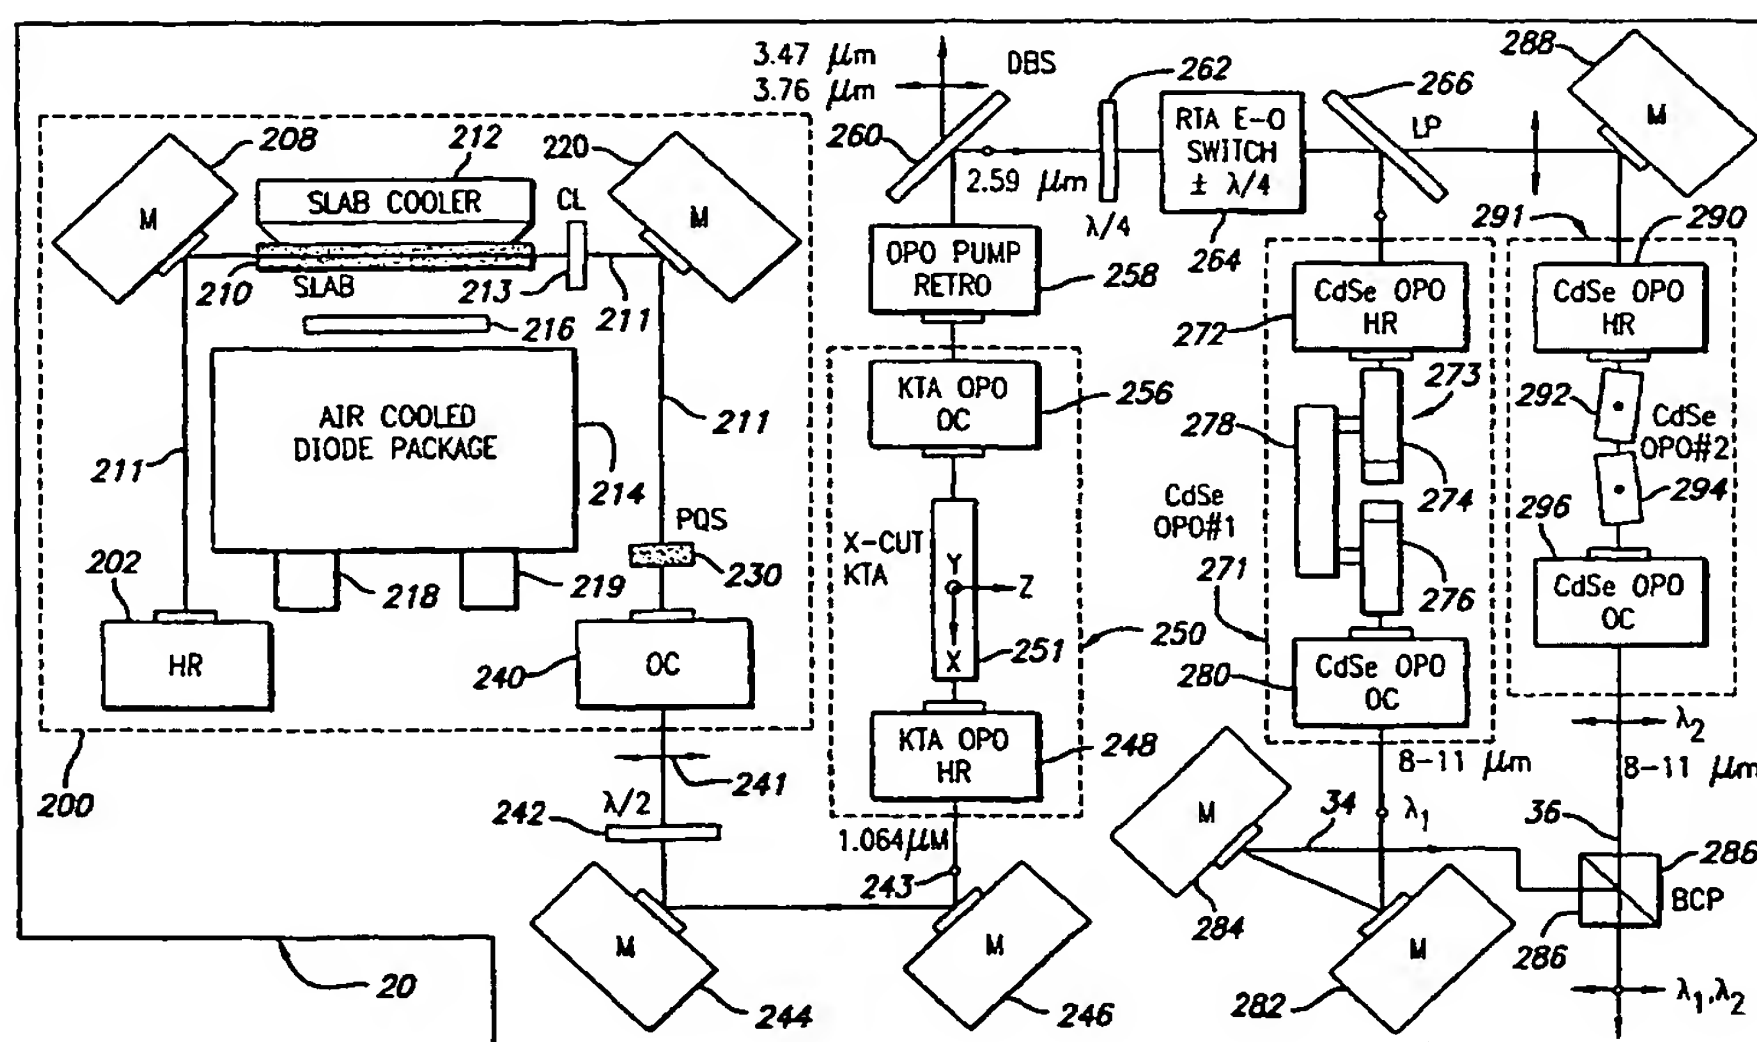 3.47 μm
3.76 μm
DBS
262
288
M
266
LP
208
212
220
M
SLAB COOLER
CL
M
260
2.59 μm
λ/4
RTA E-O
SWITCH
± λ/4
264
291
290
210
SLAB
213
211
216
OPO PUMP
RETRO
258
CdSe OPO
HR
272
CdSe OPO
HR
AIR COOLED
DIODE PACKAGE
211
211
214
KTA OPO
OC
256
278
273
274
292
CdSe
OPO#2
294
296
PQS
230
202
218
219
X-CUT
KTA
Y
Z
X
251
250
CdSe
OPO#1
271
276
CdSe OPO
OC
HR
240
OC
280
CdSe OPO
OC
KTA OPO
HR
248
200
241
λ/2
242
1.064μM
243
8-11 μm
λ1
λ2
8-11 μm
M
34
36
284
286
BCP
286
20
M
244
M
246
M
282
λ1,λ2